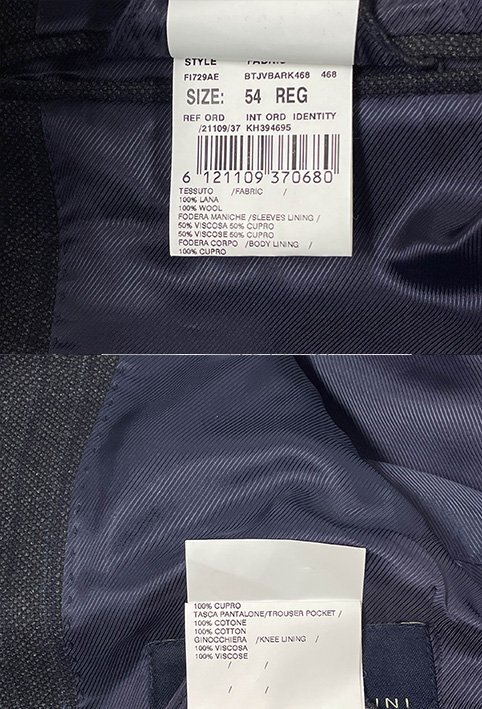 STYLE FABRIC
FI729AE BTJVBARK468 468
SIZE: 54 REG
REF ORD INT ORD IDENTITY
/21109/37 KH394695
6 121109 370680
TESSUTO /FABRIC /
100% LANA
100% WOOL
FODERA MANICHE /SLEEVES LINING /
50% VISCOSA 50% CUPRO
50% VISCOSE 50% CUPRO
FODERA CORPO /BODY LINING /
100% CUPRO
100% CUPRO
TASCA PANTALONE/TROUSER POCKET /
100% COTONE
100% COTTON
GINOCCHIERA /KNEE LINING /
100% VISCOSA
100% VISCOSE
/ /
/ /
INI